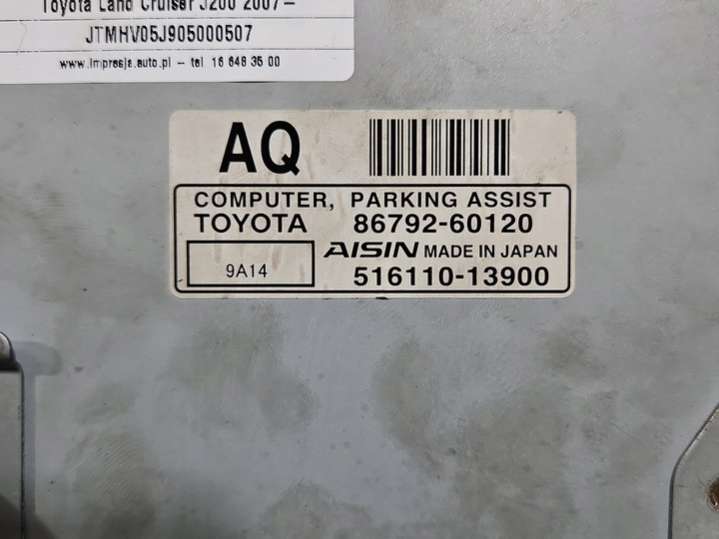 Toyota Land Cruiser J200 2007-
JTMHV05J905000507
www.impresja.auto.pl - tel 16 648 35 00
AQ
COMPUTER, PARKING ASSIST
TOYOTA 86792-60120
9A14 AISIN MADE IN JAPAN
516110-13900